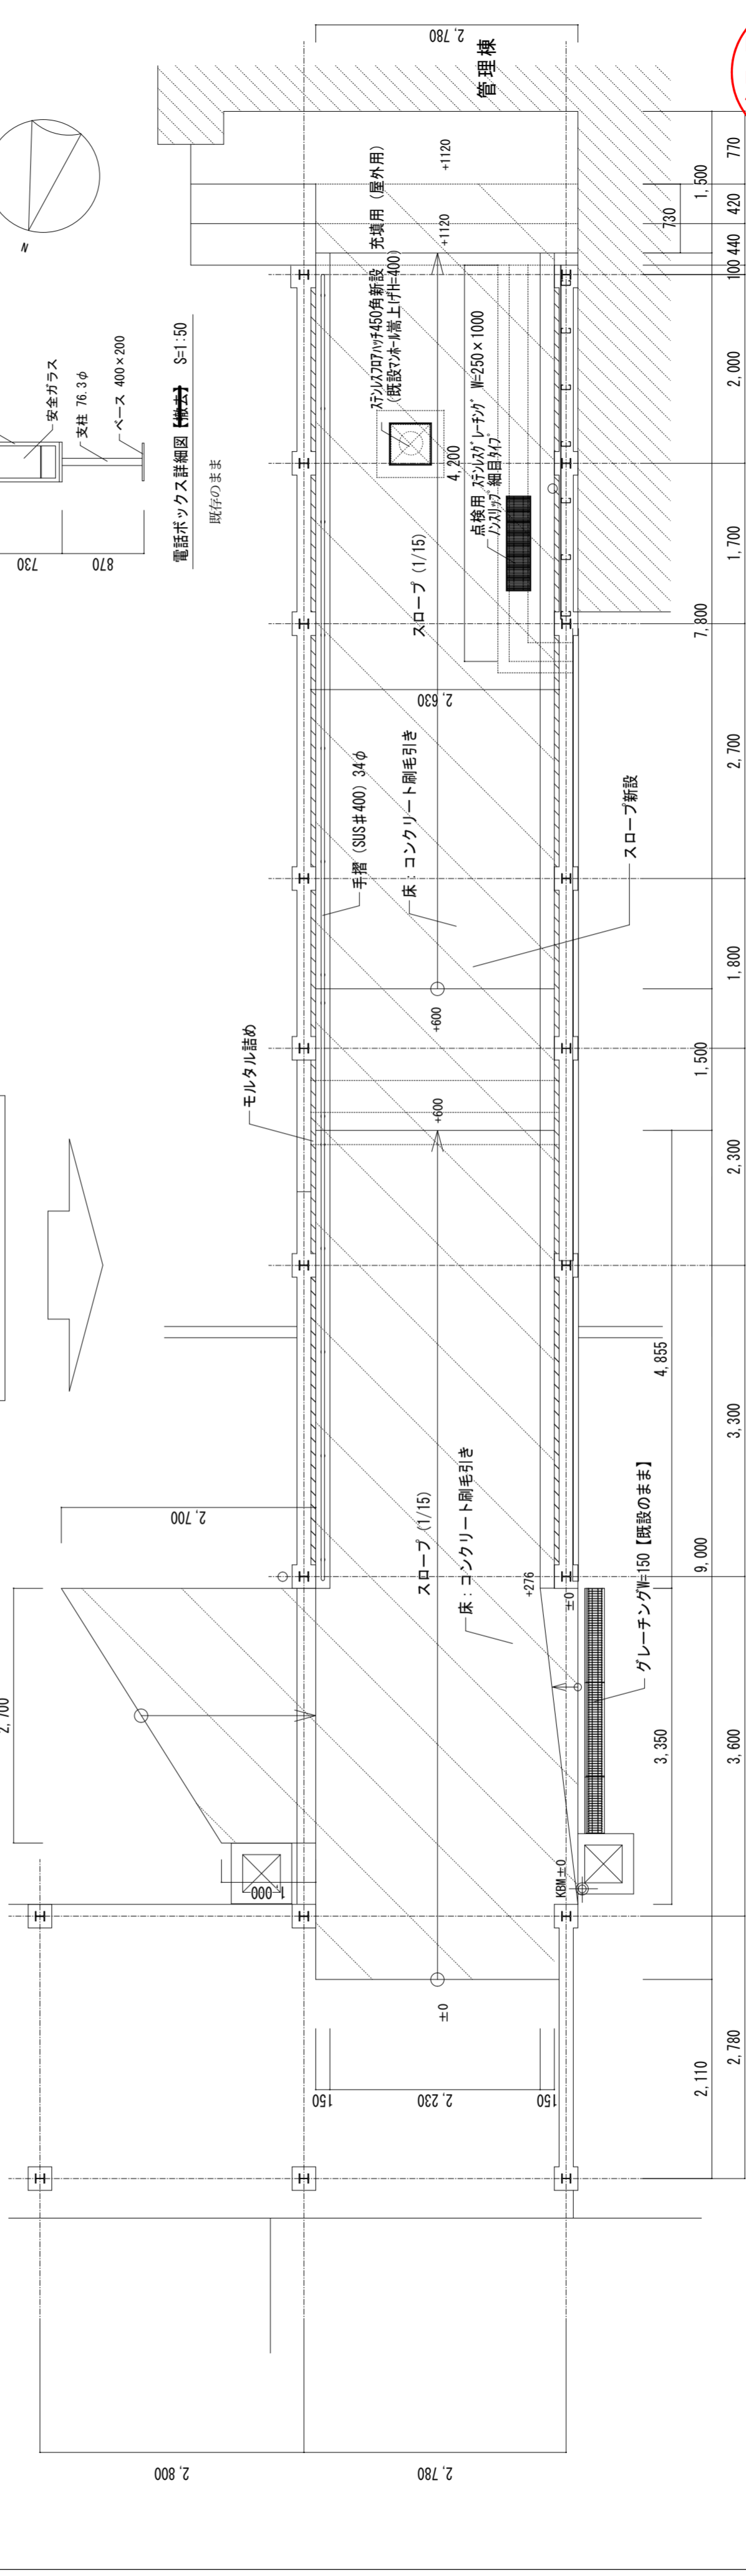 2,780
管理棟
N
安全ガラス
支柱 76.3φ
ベース 400×200
730
870
電話ボックス詳細図【撤去】 S=1:50
既存のまま
充填用（屋外用）
ステンレスフロアハッチ450角新設
（既設マンホール嵩上げH=400）
+1120
+1120
4,200
点検用 ステンレスグレーチング W=250×1000
ノンスリップ 細目タイプ
スロープ (1/15)
2,630
手摺 (SUS#400) 34φ
床：コンクリート刷毛引き
スロープ新設
+600
+600
モルタル詰め
2,700
2,700
スロープ (1/15)
床：コンクリート刷毛引き
+276
±0
グレーチングW=150【既設のまま】
1,000
KBM±0
±0
150
2,230
150
2,800
2,780
730
4,855
3,350
1,500
7,800
1,500
9,000
2,110
770
420
440
100
2,000
1,700
2,700
1,800
2,300
3,300
3,600
2,780